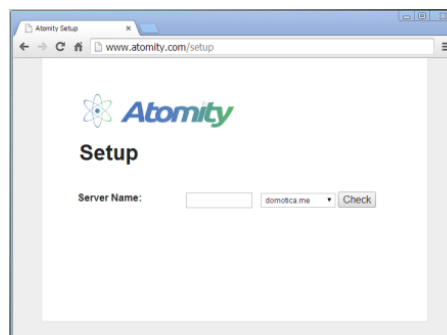 Atomity Setup
www.atomity.com/setup
Atomity
Setup
Server Name:
domotica.me
Check